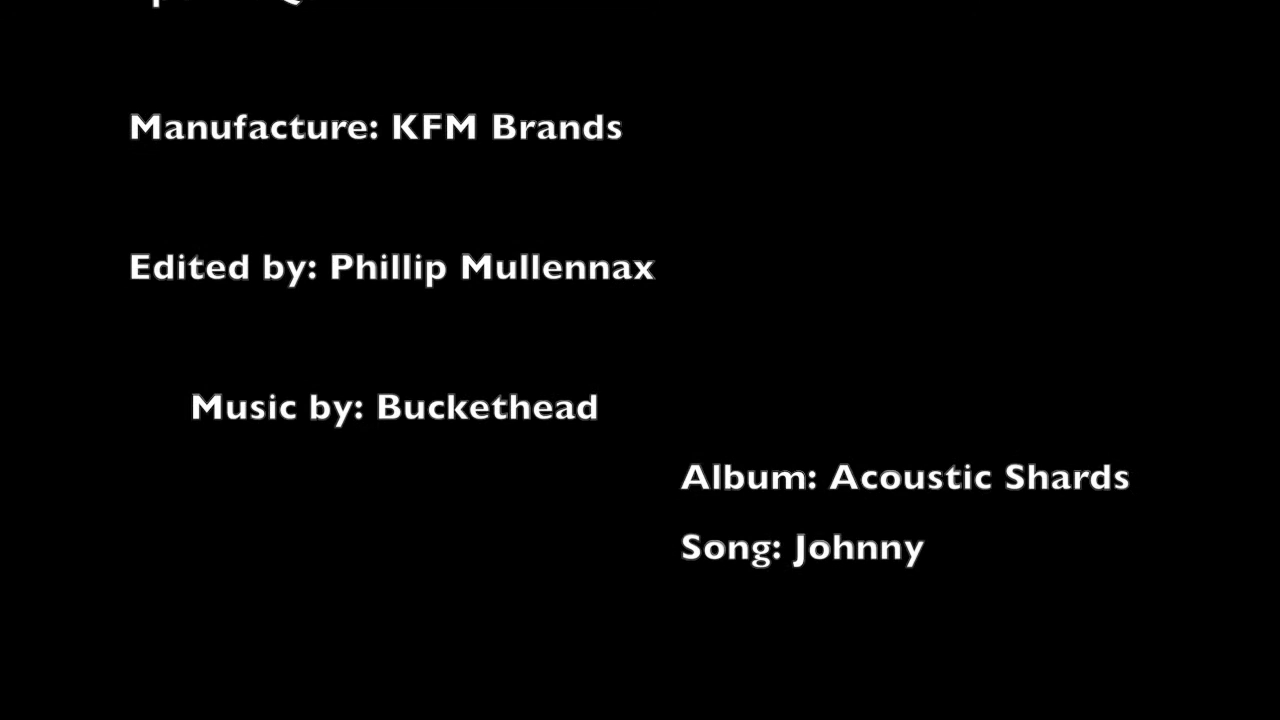 Manufacture: KFM Brands
Edited by: Phillip Mullennax
Music by: Buckethead
Album: Acoustic Shards
Song: Johnny